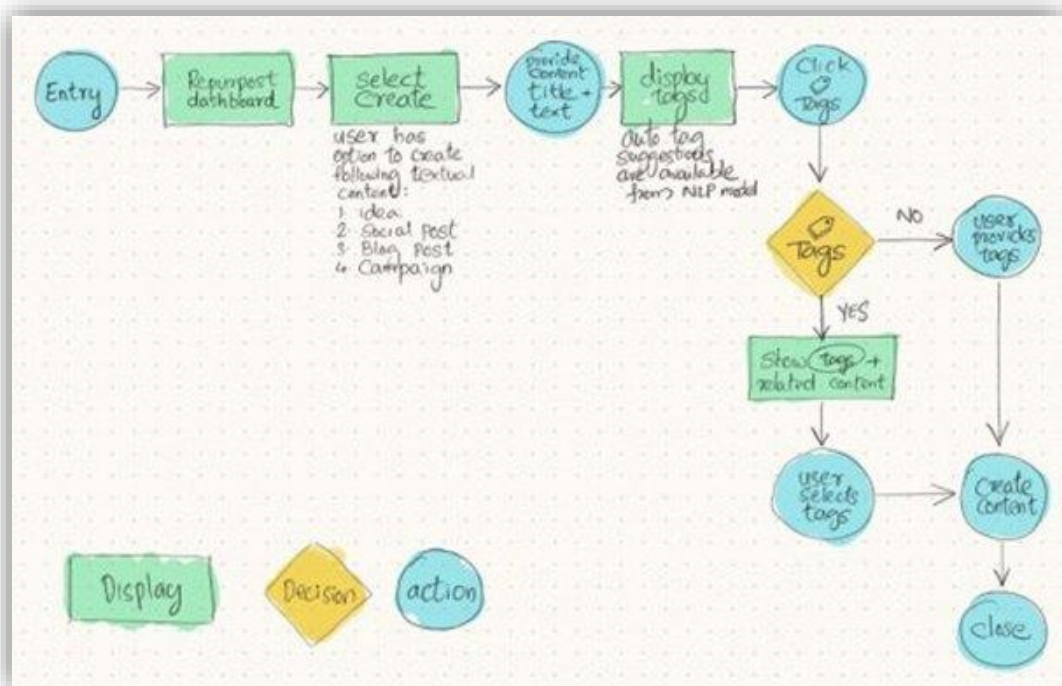 Entry
Repurpost
dashboard
select
Create
user has
option to create
following textual
content:
1 idea
2 Social Post
3 Blog Post
4 Campaign
provide
content
title +
text
display
tags
auto tag
suggestions
are available
from NLP model
Click
Tags
Tags
NO
user
provides
tags
YES
Show tags +
related content
user
selects
tags
Create
content
Close
Display
Decision
action